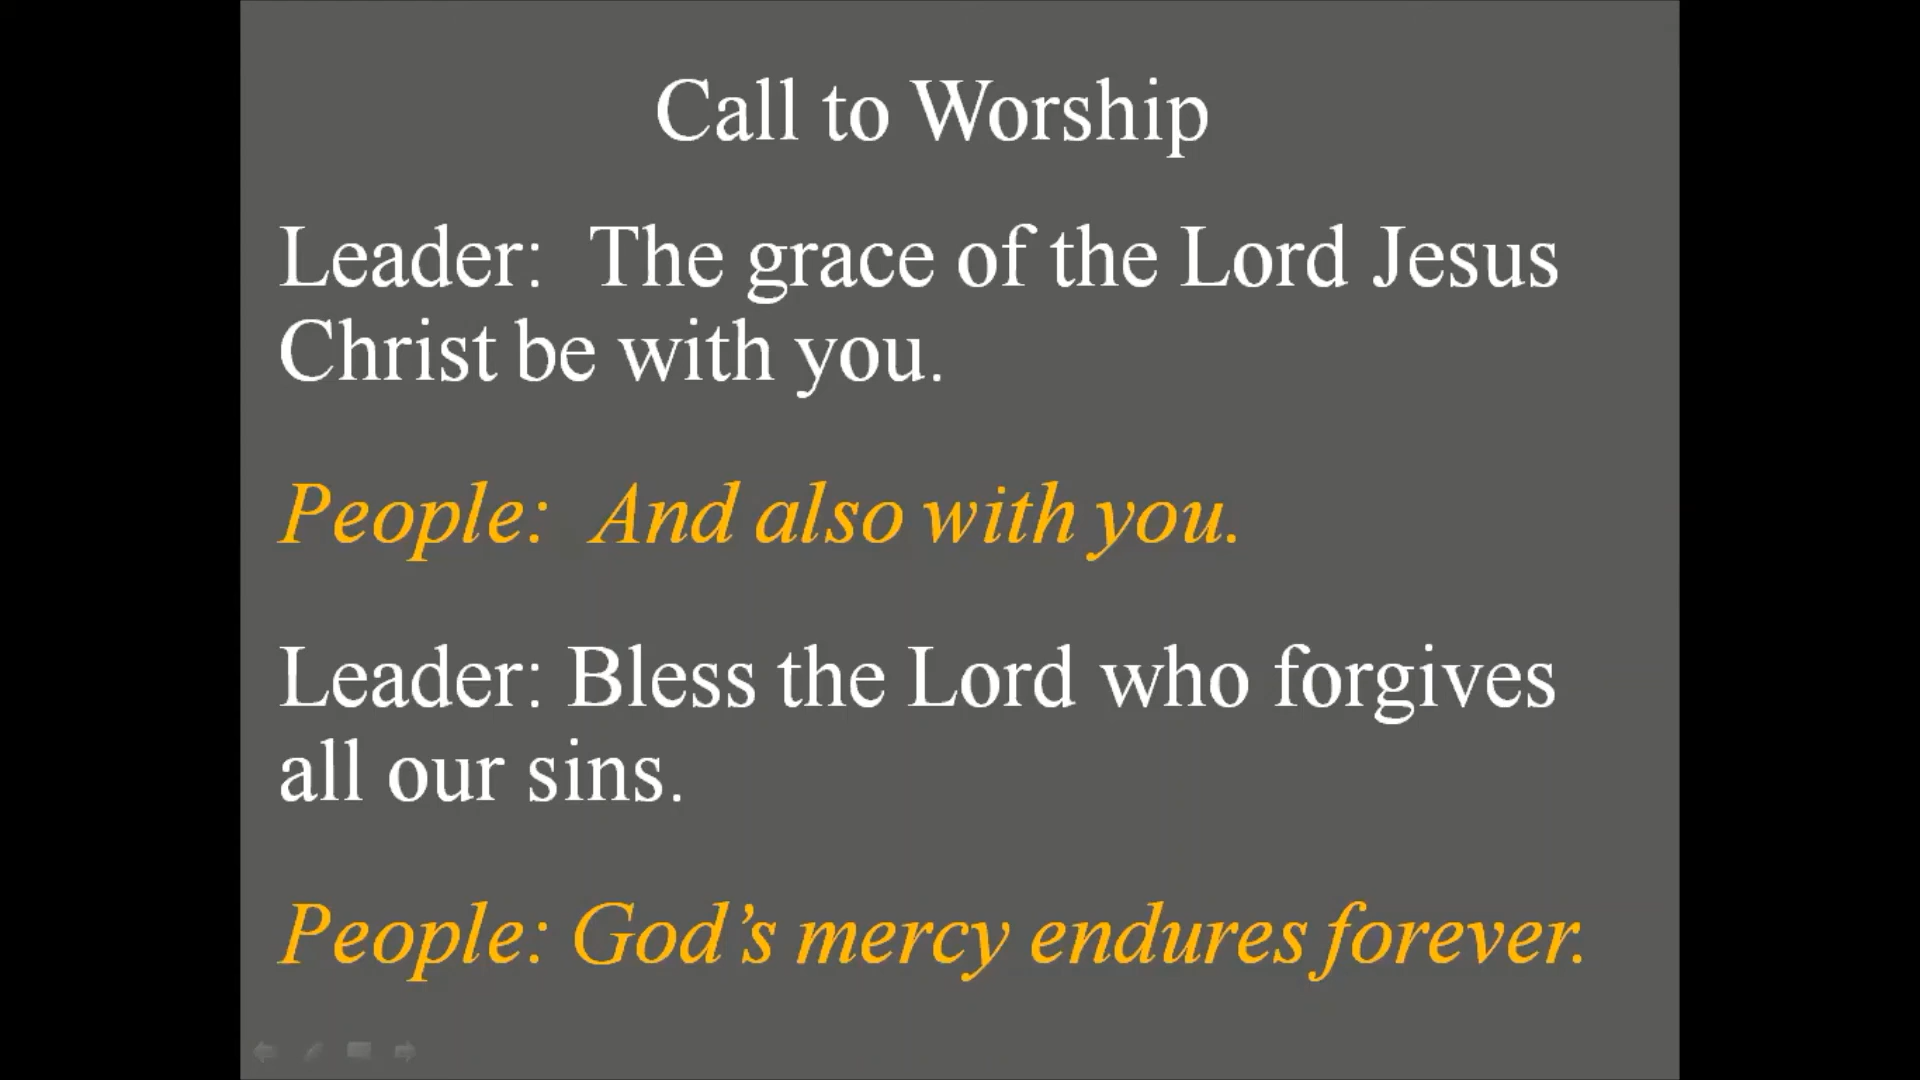 Call to Worship
Leader:  The grace of the Lord Jesus
Christ be with you.
People:  And also with you.
Leader: Bless the Lord who forgives
all our sins.
People: God’s mercy endures forever.